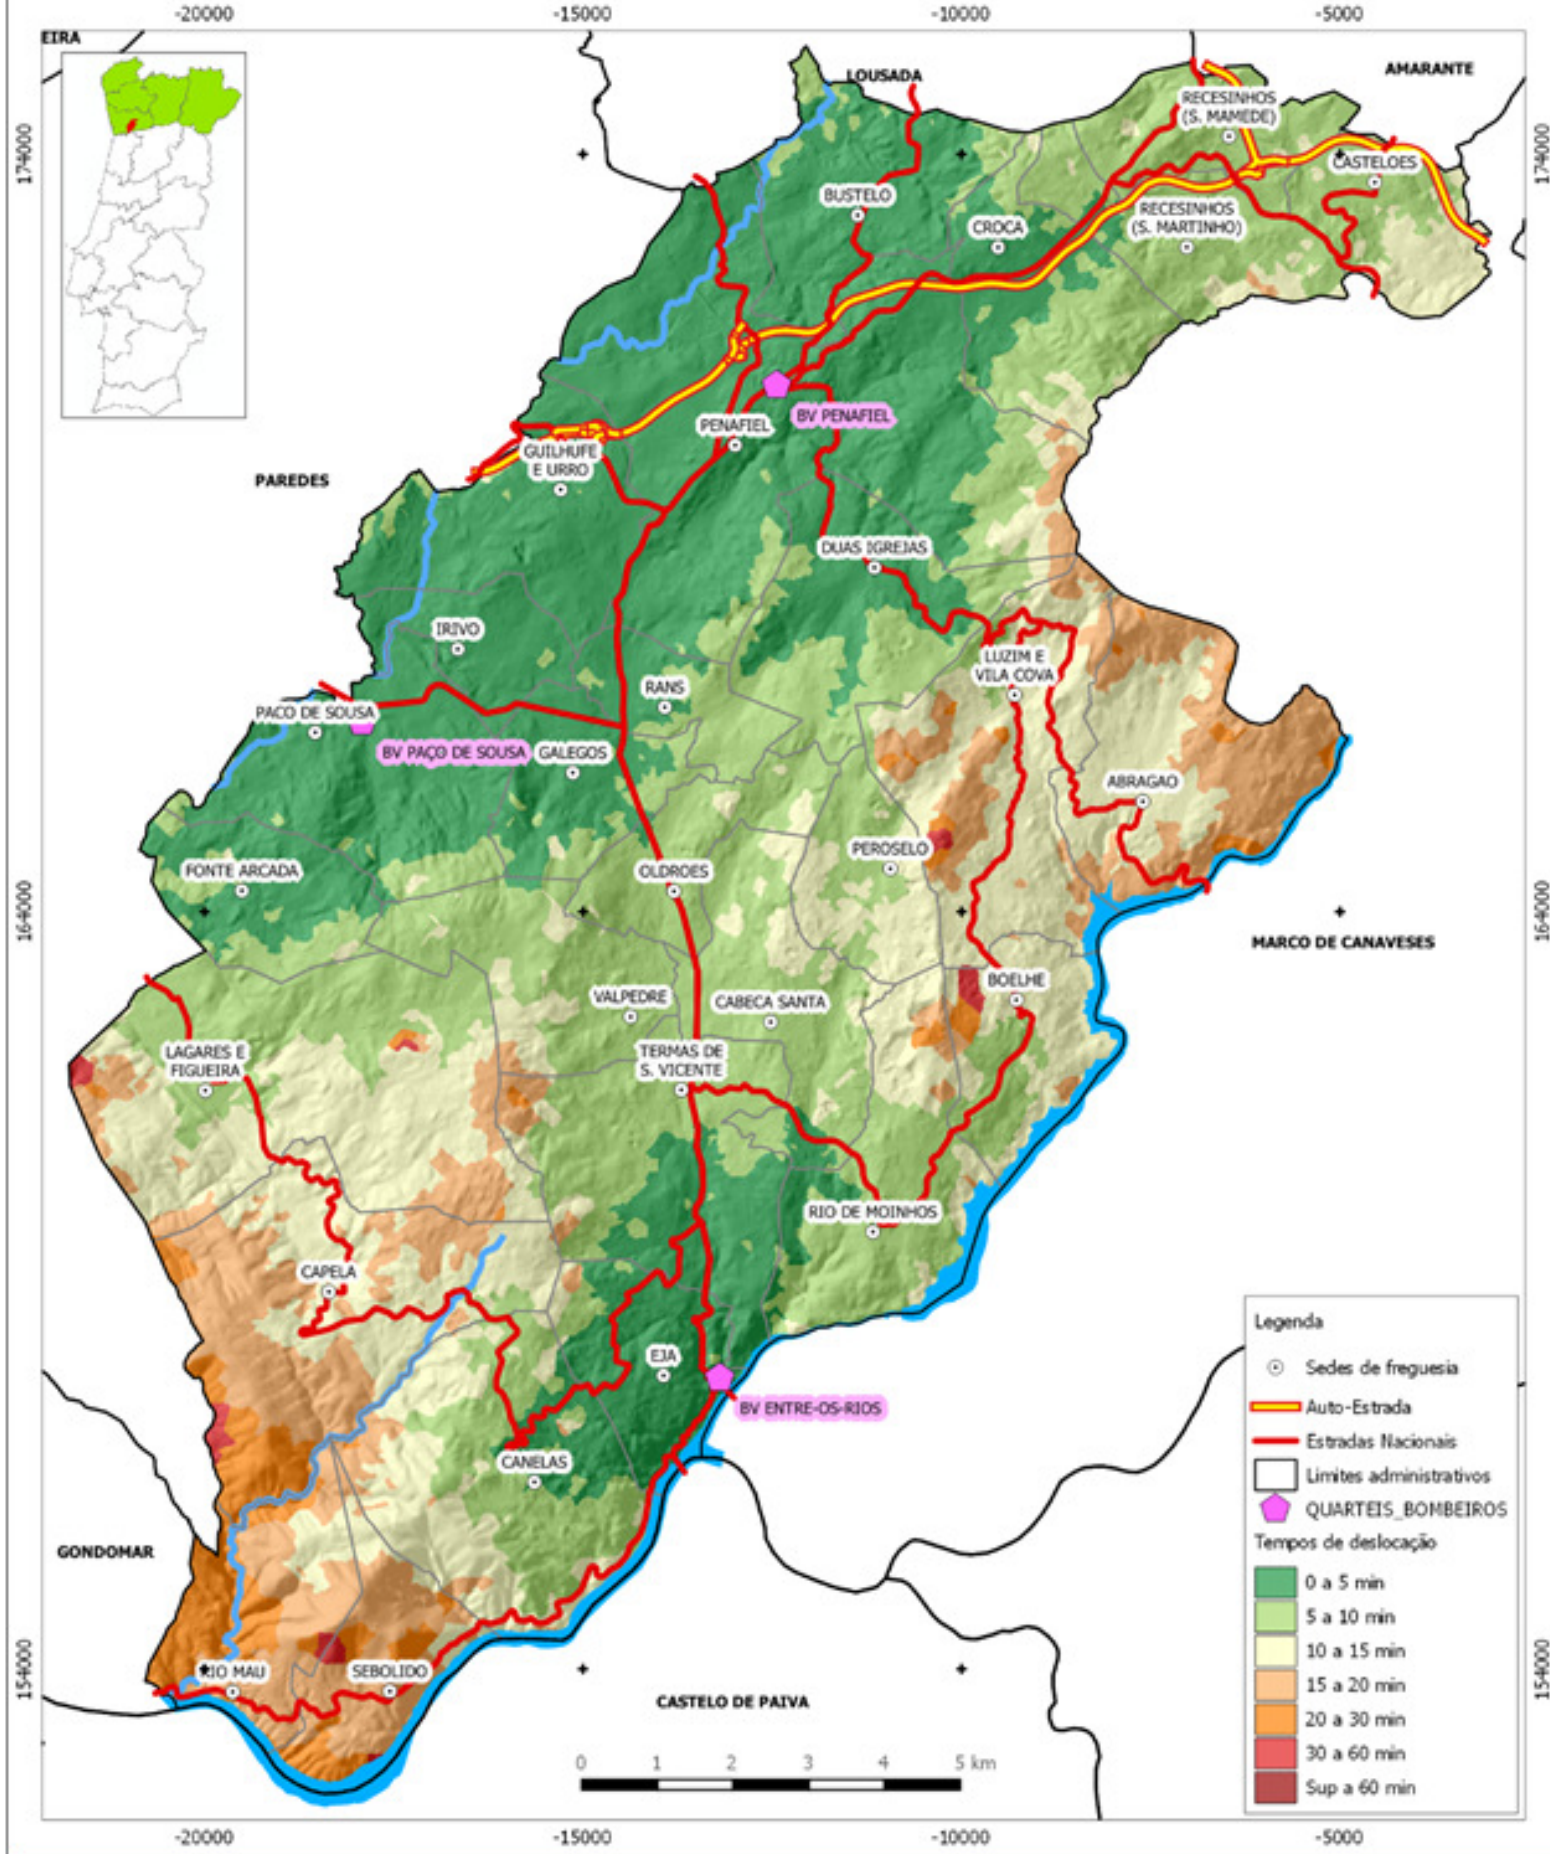 -20000
-15000
-10000
-5000
EIRA
LOUSADA
AMARANTE
174000
174000
RECESINHOS
(S. MAMEDE)
CASTELOES
BUSTELO
RECESINHOS
(S. MARTINHO)
CROCA
BV PENAFIEL
PENAFIEL
GUILHUFE
E URRO
PAREDES
DUAS IGREJAS
IRIVO
LUZIM E
VILA COVA
RANS
PACO DE SOUSA
BV PAÇO DE SOUSA
GALEGOS
ABRAGAO
PEROSELO
FONTE ARCADA
OLDROES
164000
164000
MARCO DE CANAVESES
BOELHE
VALPEDRE
CABECA SANTA
LAGARES E
FIGUEIRA
TERMAS DE
S. VICENTE
RIO DE MOINHOS
CAPELA
EJA
BV ENTRE-OS-RIOS
CANELAS
GONDOMAR
RIO MAU
SEBOLIDO
154000
154000
CASTELO DE PAIVA
0 1 2 3 4 5 km
Legenda
Sedes de freguesia
Auto-Estrada
Estradas Nacionais
Limites administrativos
QUARTEIS_BOMBEIROS
Tempos de deslocação
0 a 5 min
5 a 10 min
10 a 15 min
15 a 20 min
20 a 30 min
30 a 60 min
Sup a 60 min
-20000
-15000
-10000
-5000